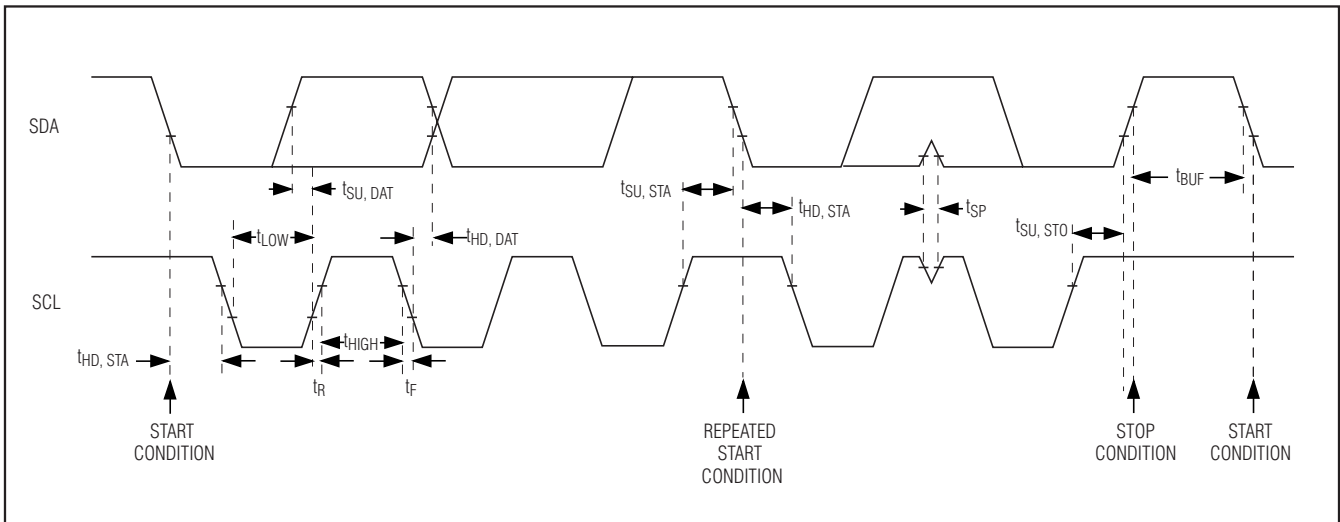 SDA
tSU, DAT
tLOW
tHD, DAT
tSU, STA
tHD, STA
tSP
tBUF
tSU, STO
SCL
tHD, STA
tHIGH
tR
tF
START
CONDITION
REPEATED
START
CONDITION
STOP
CONDITION
START
CONDITION